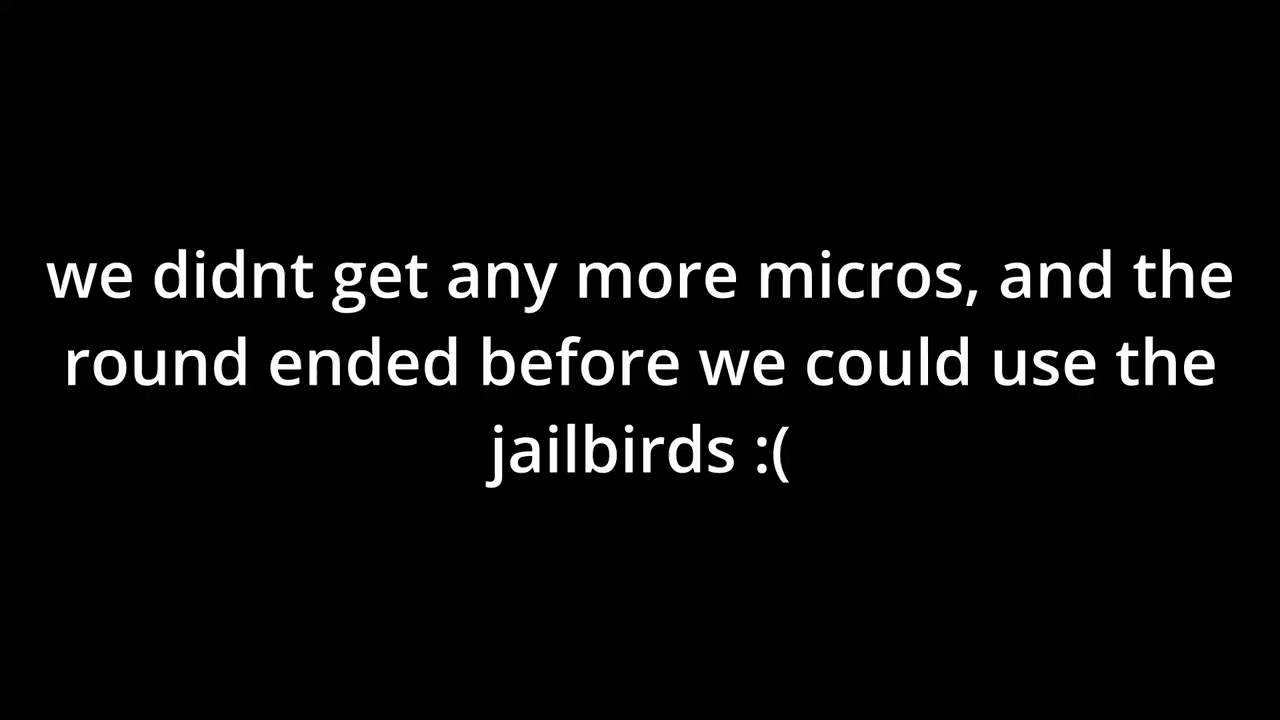 we didnt get any more micros, and the
round ended before we could use the
jailbirds :(